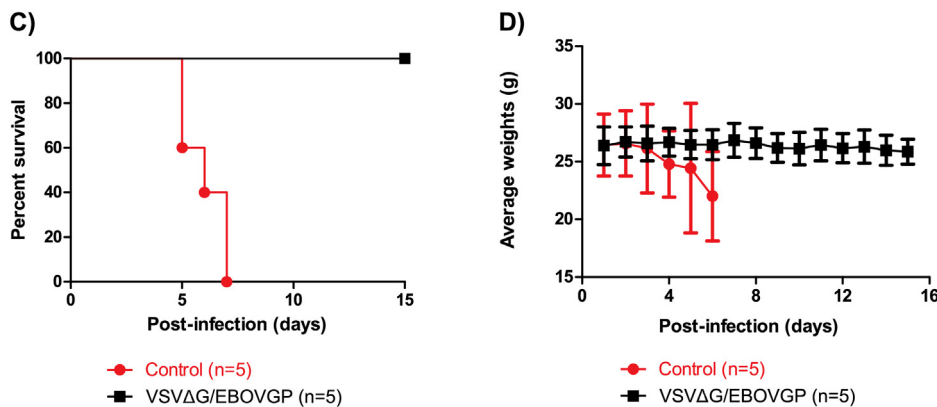 C)
Percent survival
100
80
60
40
20
0
0 5 10 15
Post-infection (days)
Control (n=5)
VSVΔG/EBOVGP (n=5)
D)
Average weights (g)
35
30
25
20
15
0 4 8 12 16
Post-infection (days)
Control (n=5)
VSVΔG/EBOVGP (n=5)